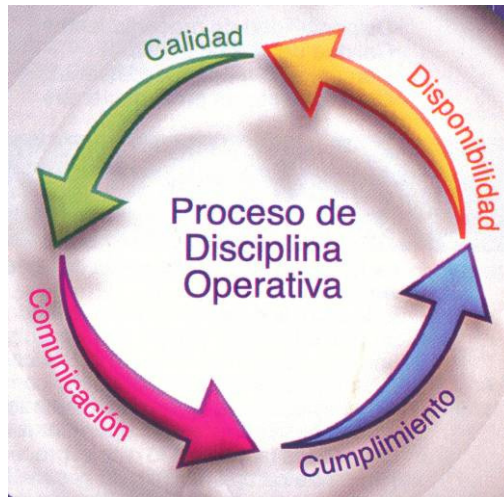 Calidad
Disponibilidad
Proceso de
Disciplina
Operativa
Comunicación
Cumplimiento